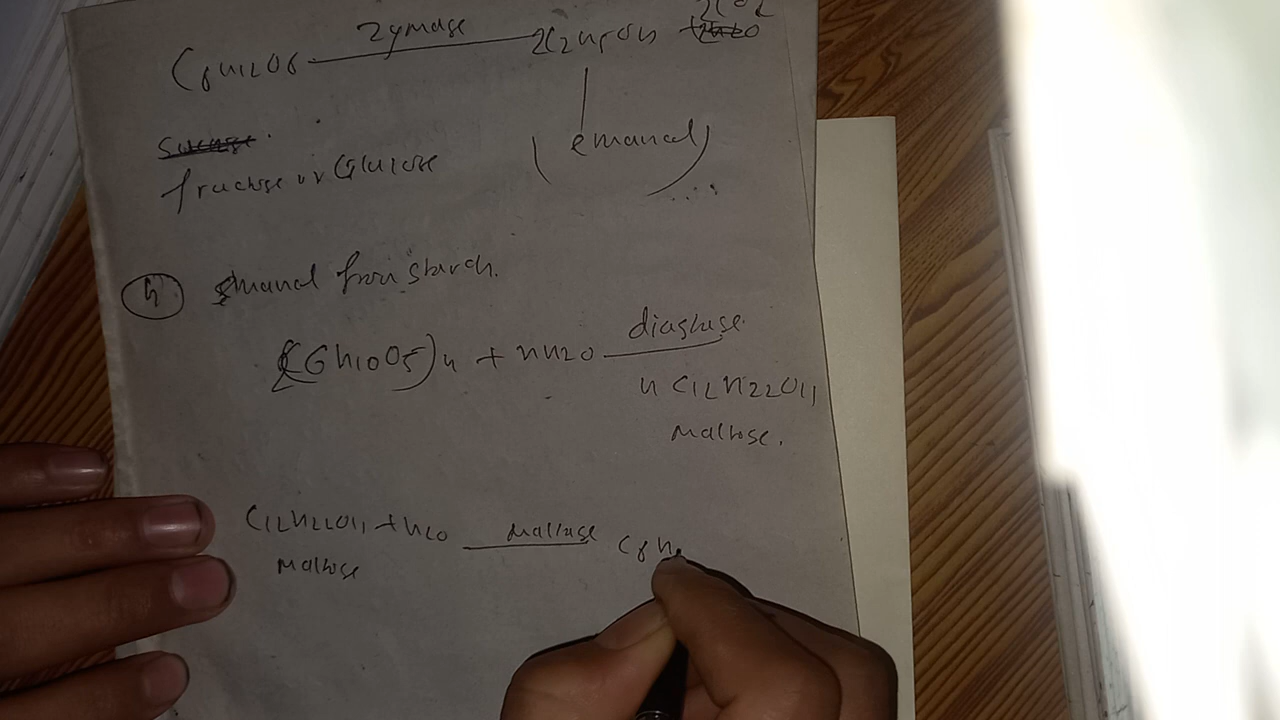 zymase
C6H12O6 2C2H5OH + 2CO2
fructose or Glucose
(ethanol)
4 Ethanol from starch.
(C6H10O5)n + nH2O diastase
n C12H22O11
Maltose.
C12H22O11 + H2O Maltase C6H
Maltose